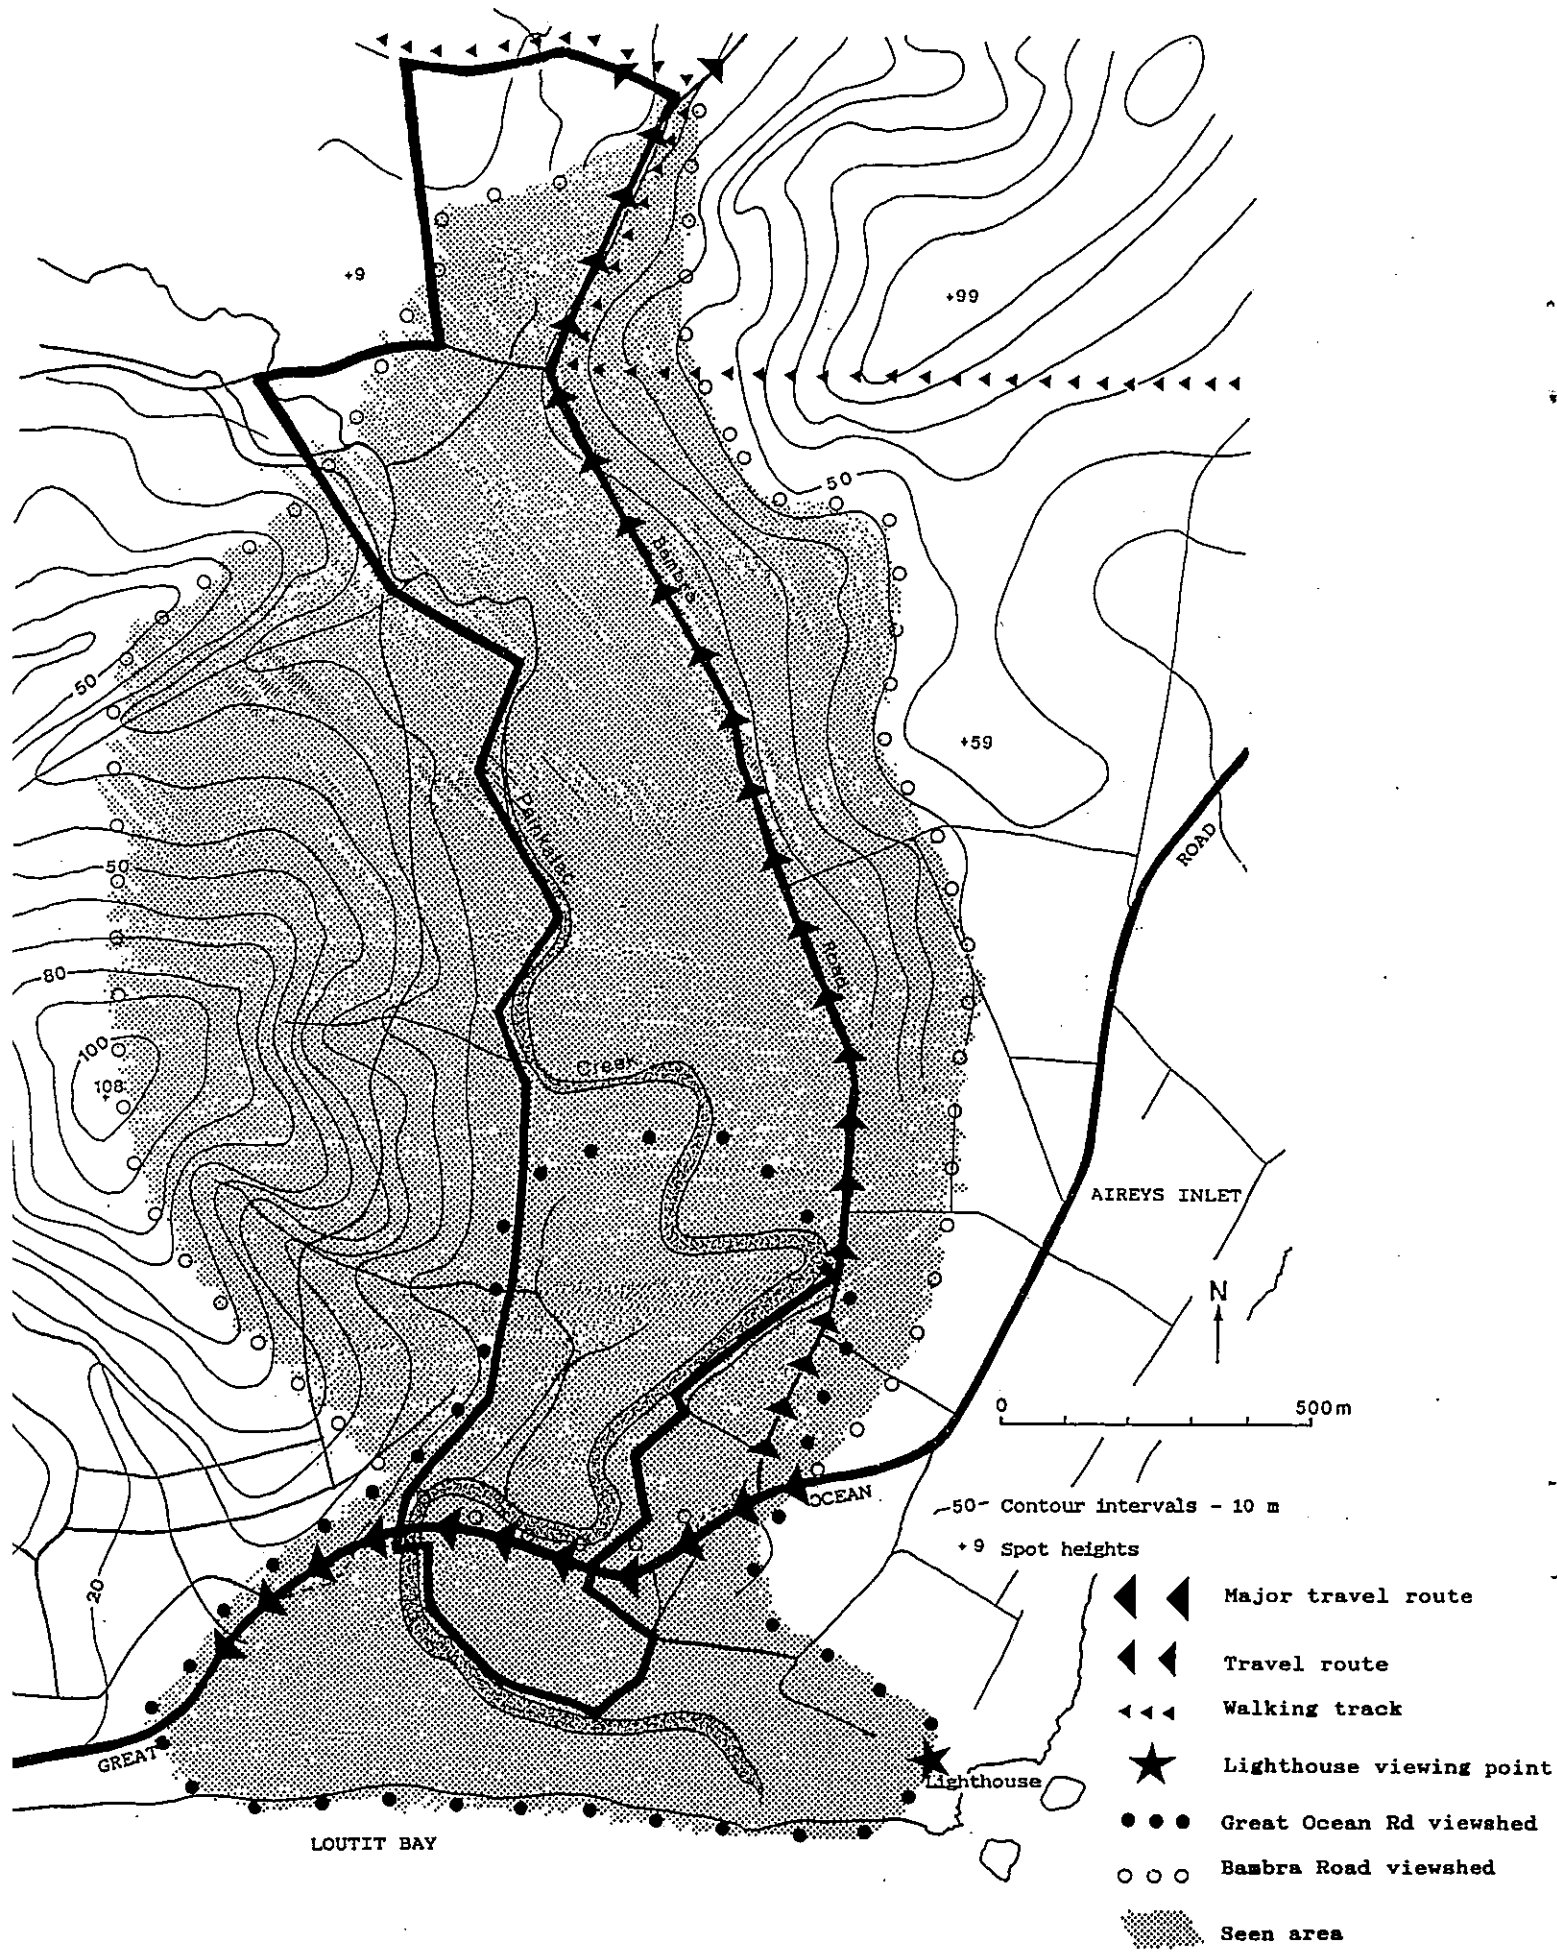 +9
+99
50
Bambra
50
+59
ROAD
Painkalac
50
Road
80
100
108
+
Creek
AIREYS INLET
N
0 500m
OCEAN
-50- Contour intervals - 10 m
+9 Spot heights
20
Major travel route
Travel route
Walking track
GREAT
Lighthouse viewing point
Lighthouse
Great Ocean Rd viewshed
LOUTIT BAY
Bambra Road viewshed
Seen area